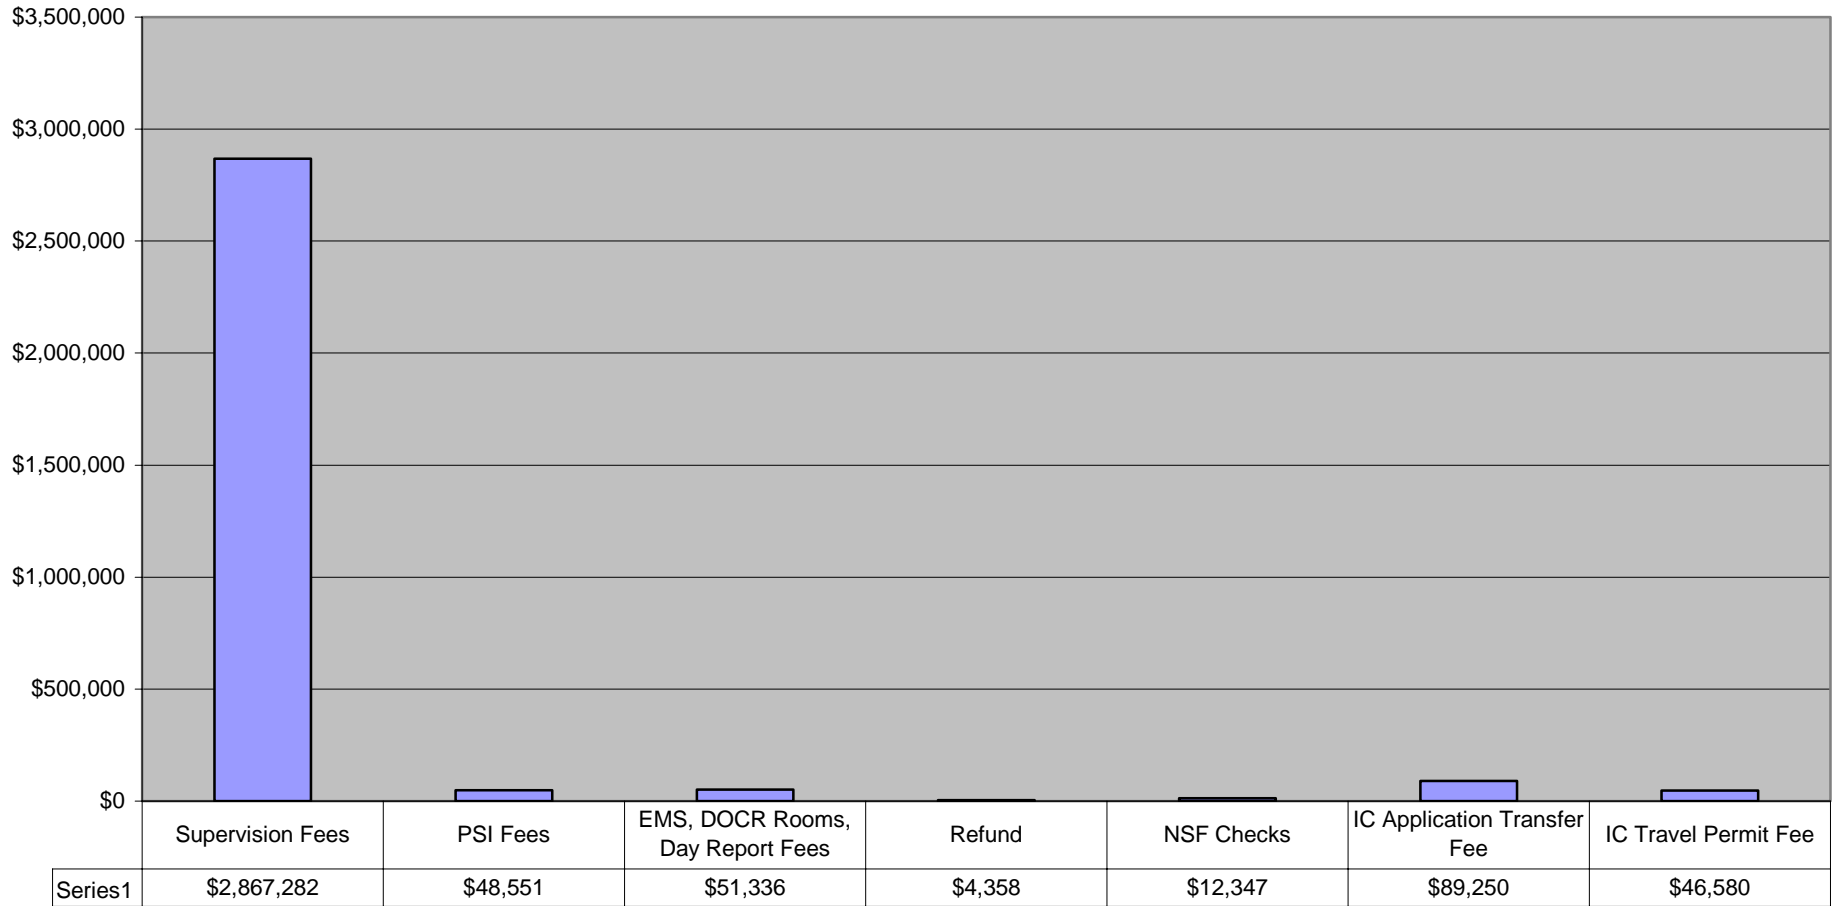 $3,500,000
$3,000,000
$2,500,000
$2,000,000
$1,500,000
$1,000,000
$500,000
$0
Supervision Fees
PSI Fees
EMS, DOCR Rooms,
Day Report Fees
Refund
NSF Checks
IC Application Transfer
Fee
IC Travel Permit Fee
Series1 $2,867,282 $48,551 $51,336 $4,358 $12,347 $89,250 $46,580